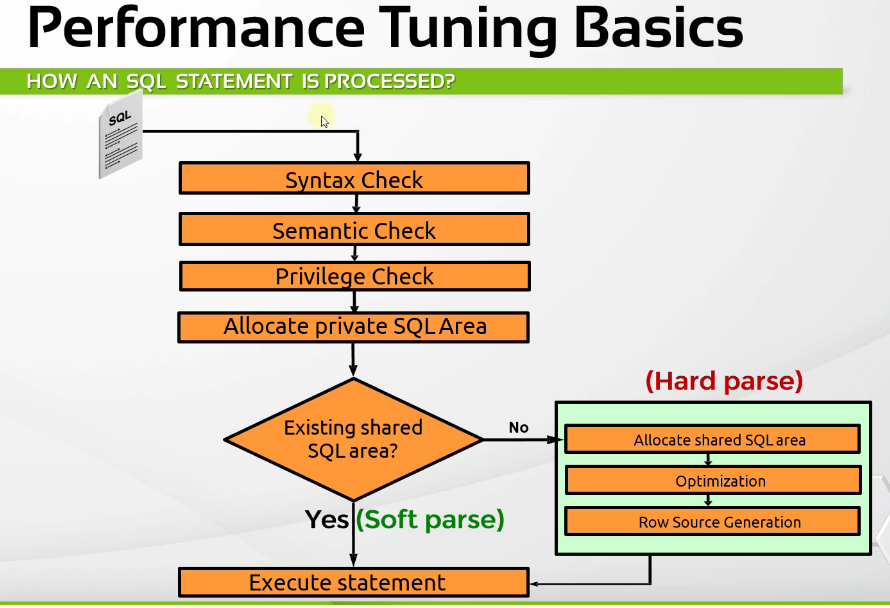 Performance Tuning Basics
HOW AN SQL STATEMENT IS PROCESSED?
SQL
Syntax Check
Semantic Check
Privilege Check
Allocate private SQL Area
Existing shared
SQL area?
No
(Hard parse)
Allocate shared SQL area
Optimization
Row Source Generation
Yes (Soft parse)
Execute statement